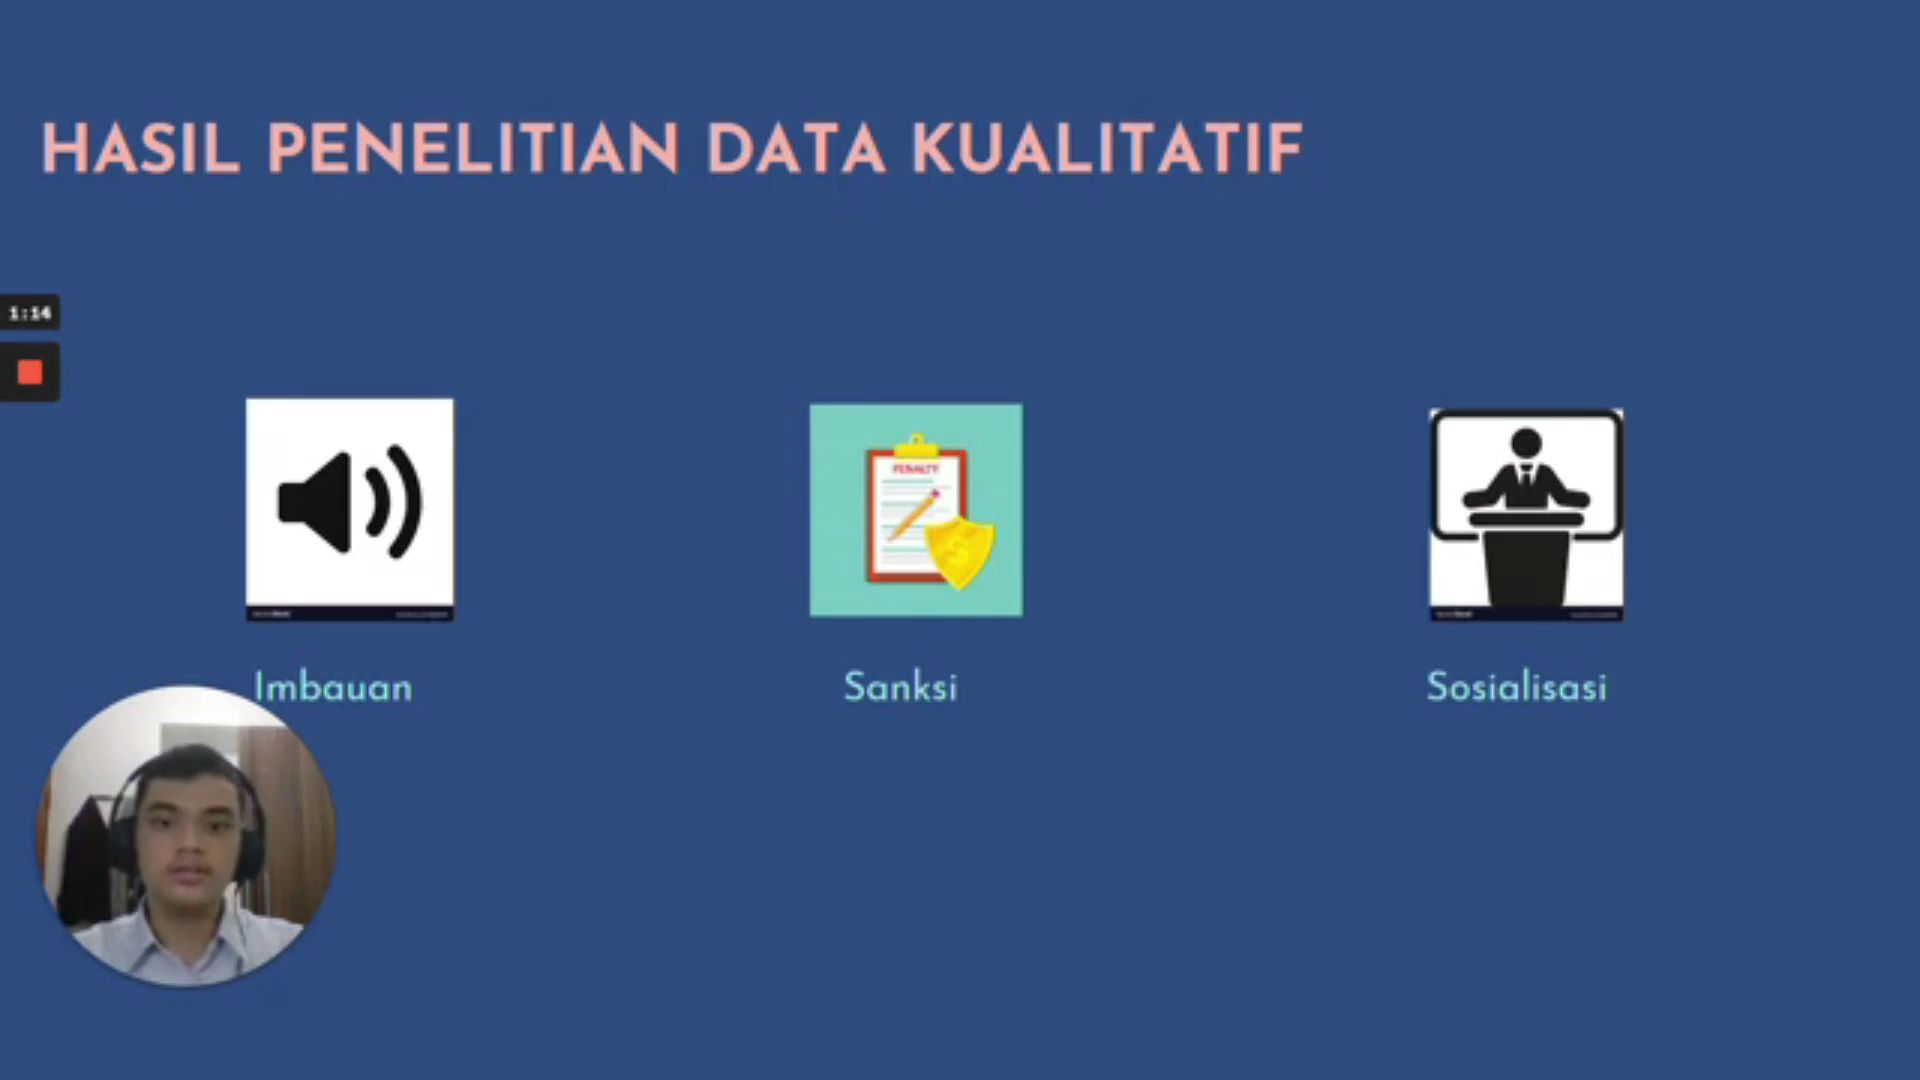 HASIL PENELITIAN DATA KUALITATIF
1:14
PENALTY
Imbauan
Sanksi
Sosialisasi